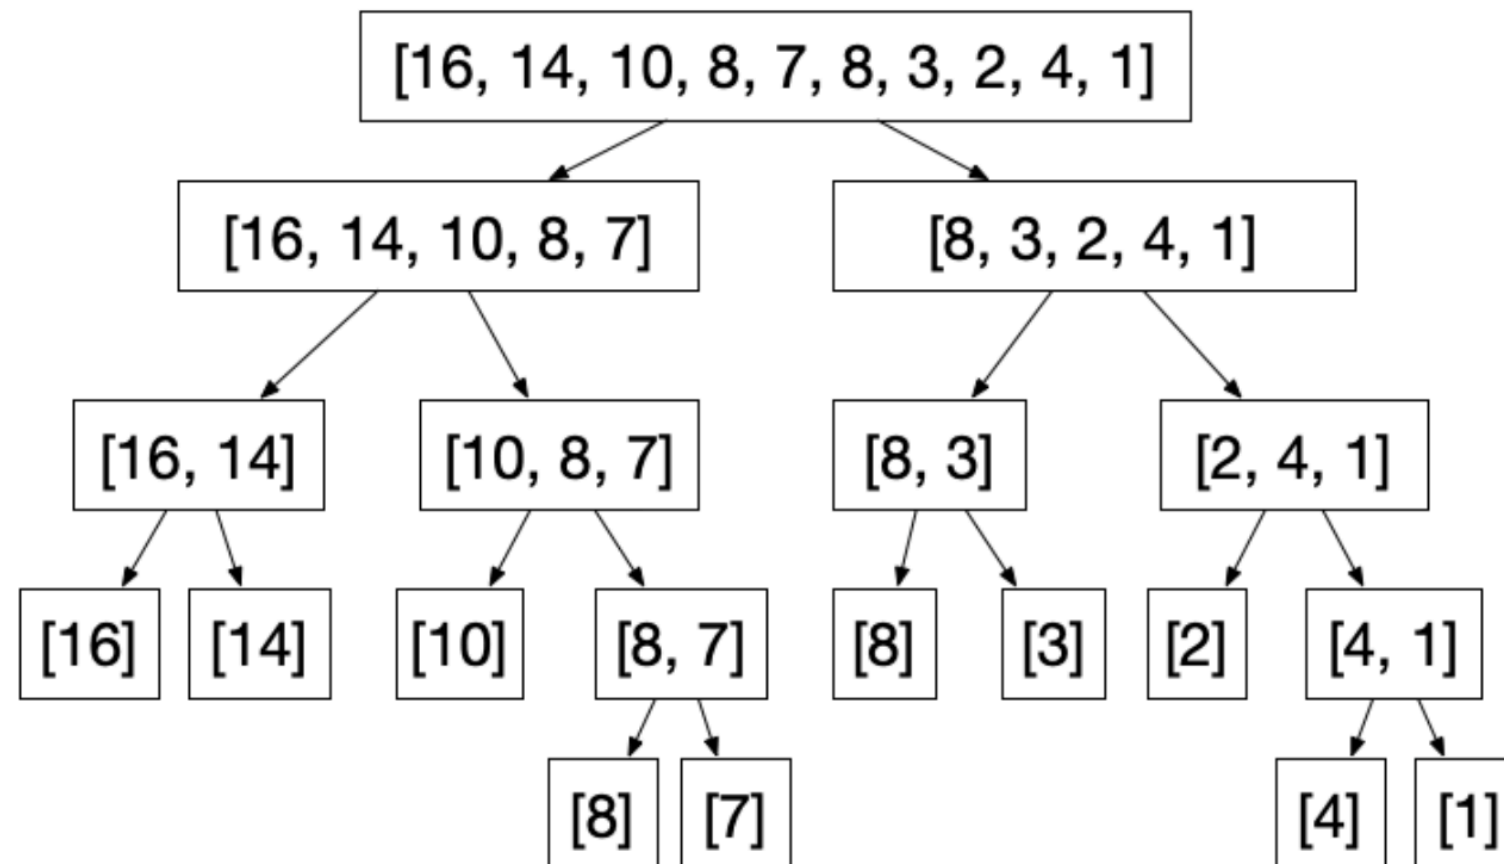 [16, 14, 10, 8, 7, 8, 3, 2, 4, 1]
[16, 14, 10, 8, 7]
[8, 3, 2, 4, 1]
[16, 14]
[10, 8, 7]
[8, 3]
[2, 4, 1]
[16]
[14]
[10]
[8, 7]
[8]
[3]
[2]
[4, 1]
[8]
[7]
[4]
[1]